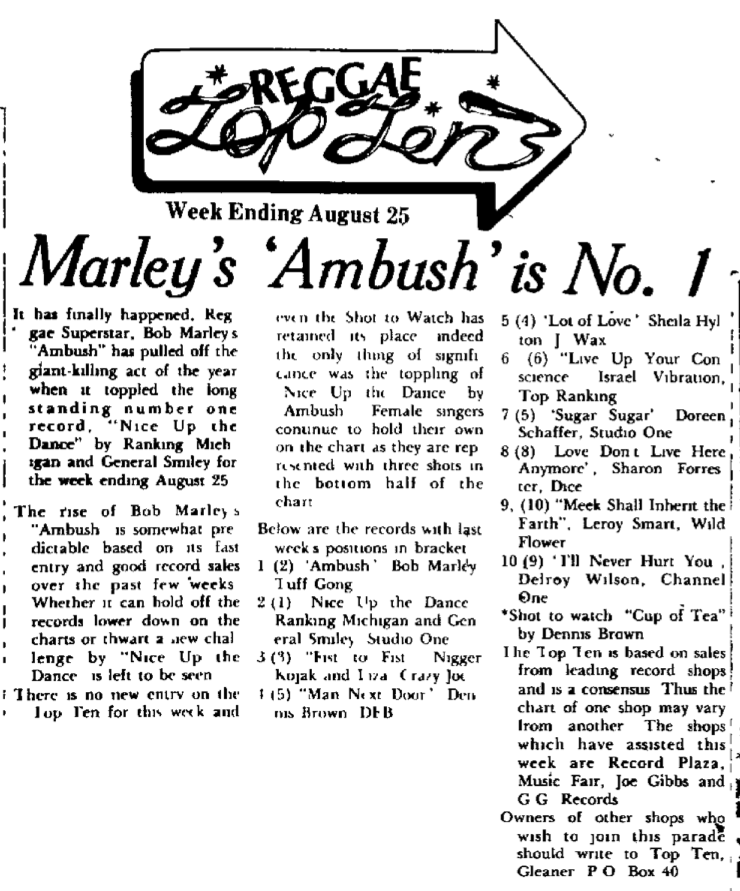 REGGAE
Top Ten
Week Ending August 25
Marley's 'Ambush' is No. 1
It has finally happened, Reg
gae Superstar, Bob Marley s
"Ambush" has pulled off the
giant-killing act of the year
when it toppled the long
standing number one
record, "Nice Up the
Dance" by Ranking Mich
igan and General Smiley for
the week ending August 25
The rise of Bob Marley s
"Ambush is somewhat pre
dictable based on its fast
entry and good record sales
over the past few weeks
Whether it can hold off the
records lower down on the
charts or thwart a new chal
lenge by "Nice Up the
Dance is left to be seen
There is no new entry on the
Top Ten for this week and
even the Shot to Watch has
retained its place indeed
the only thing of signifi
cance was the toppling of
Nice Up the Dance by
Ambush Female singers
continue to hold their own
on the chart as they are rep
resented with three shots in
the bottom half of the
chart
Below are the records with last
week s positions in bracket
1 (2) 'Ambush' Bob Marley
Tuff Gong
2 (1) Nice Up the Dance
Ranking Michigan and Gen
eral Smiley Studio One
3 (3) "Fist to Fist Nigger
Kojak and Liza Crazy Joe
4 (5) "Man Next Door' Den
nis Brown DEB
5 (4) 'Lot of Love' Sheila Hyl
ton J Wax
6 (6) "Live Up Your Con
science Israel Vibration,
Top Ranking
7 (5) 'Sugar Sugar' Doreen
Schaffer, Studio One
8 (8) Love Don t Live Here
Anymore', Sharon Forres
ter, Dice
9, (10) "Meek Shall Inherit the
Earth", Leroy Smart, Wild
Flower
10 (9) 'I'll Never Hurt You ,
Delroy Wilson, Channel
One
*Shot to watch "Cup of Tea"
by Dennis Brown
The Top Ten is based on sales
from leading record shops
and is a consensus Thus the
chart of one shop may vary
from another The shops
which have assisted this
week are Record Plaza,
Music Fair, Joe Gibbs and
G G Records
Owners of other shops who
wish to join this parade
should write to Top Ten,
Gleaner P O Box 40